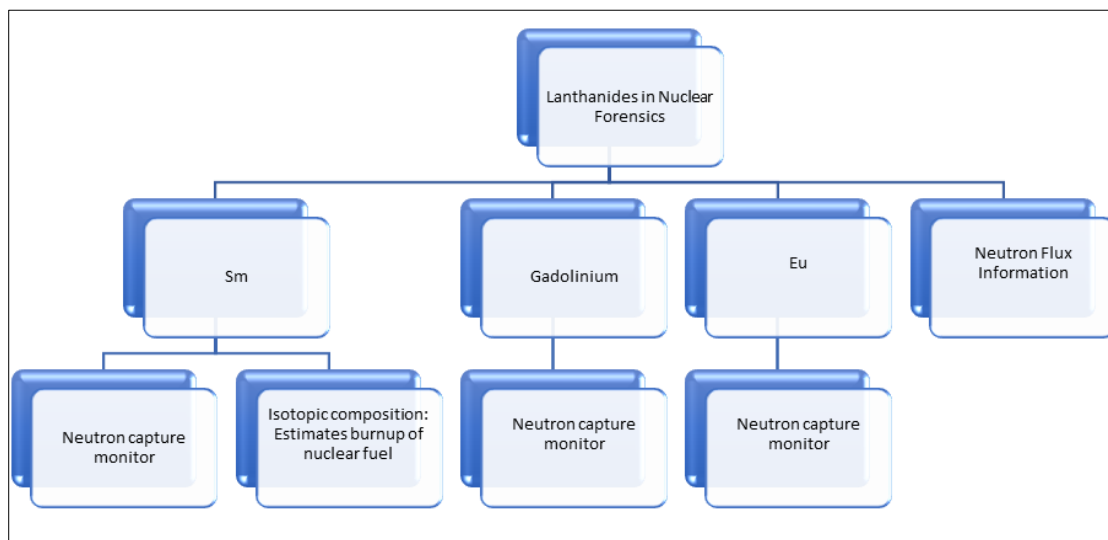 Lanthanides in Nuclear
Forensics
Sm
Gadolinium
Eu
Neutron Flux
Information
Neutron capture
monitor
Isotopic composition:
Estimates burnup of
nuclear fuel
Neutron capture
monitor
Neutron capture
monitor